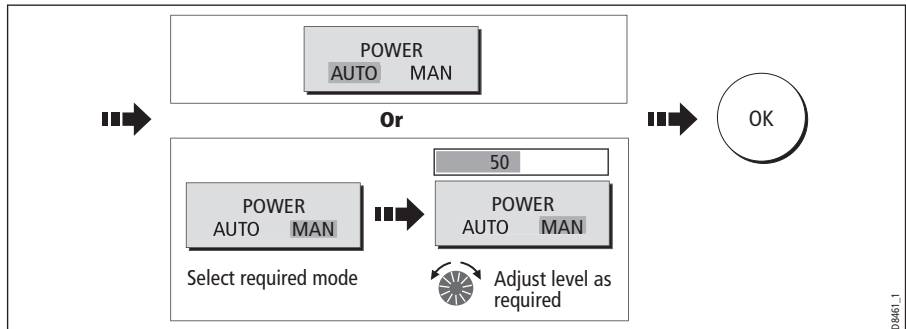 POWER
AUTO MAN
Or
OK
50
POWER
AUTO MAN
POWER
AUTO MAN
Select required mode
Adjust level as
required
D8461_1